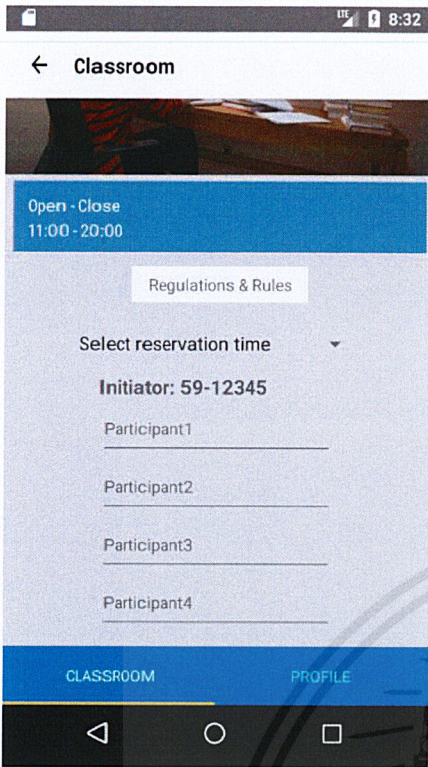 LTE 8:32
← Classroom
Open - Close
11:00 - 20:00
Regulations & Rules
Select reservation time
Initiator: 59-12345
Participant1
Participant2
Participant3
Participant4
CLASSROOM PROFILE